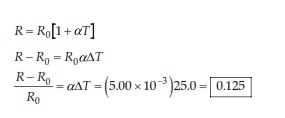 R = R₀[1 + αT]
R − R₀ = R₀αΔT
(R − R₀)/R₀ = αΔT = (5.00 × 10⁻³)25.0 = 0.125